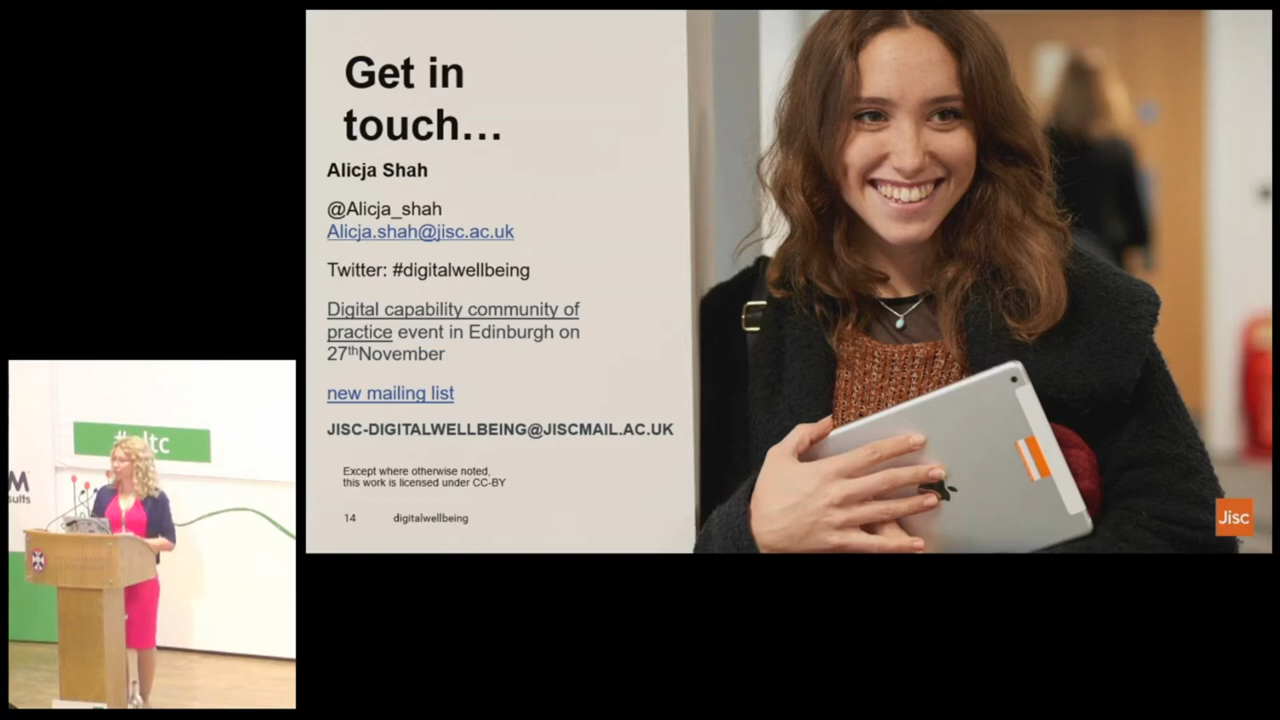 Get in
touch…
Alicja Shah
@Alicja_shah
Alicja.shah@jisc.ac.uk
Twitter: #digitalwellbeing
Digital capability community of
practice event in Edinburgh on
27thNovember
new mailing list
JISC-DIGITALWELLBEING@JISCMAIL.AC.UK
Except where otherwise noted,
this work is licensed under CC-BY
14 digitalwellbeing
Jisc